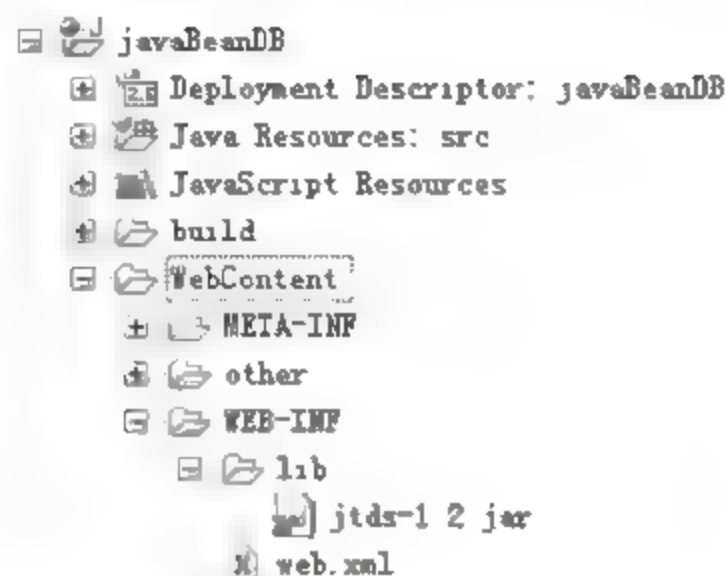 javaBeanDB
Deployment Descriptor: javaBeanDB
Java Resources: src
JavaScript Resources
build
WebContent
META-INF
other
WEB-INF
lib
jtds-1 2 jar
web.xml